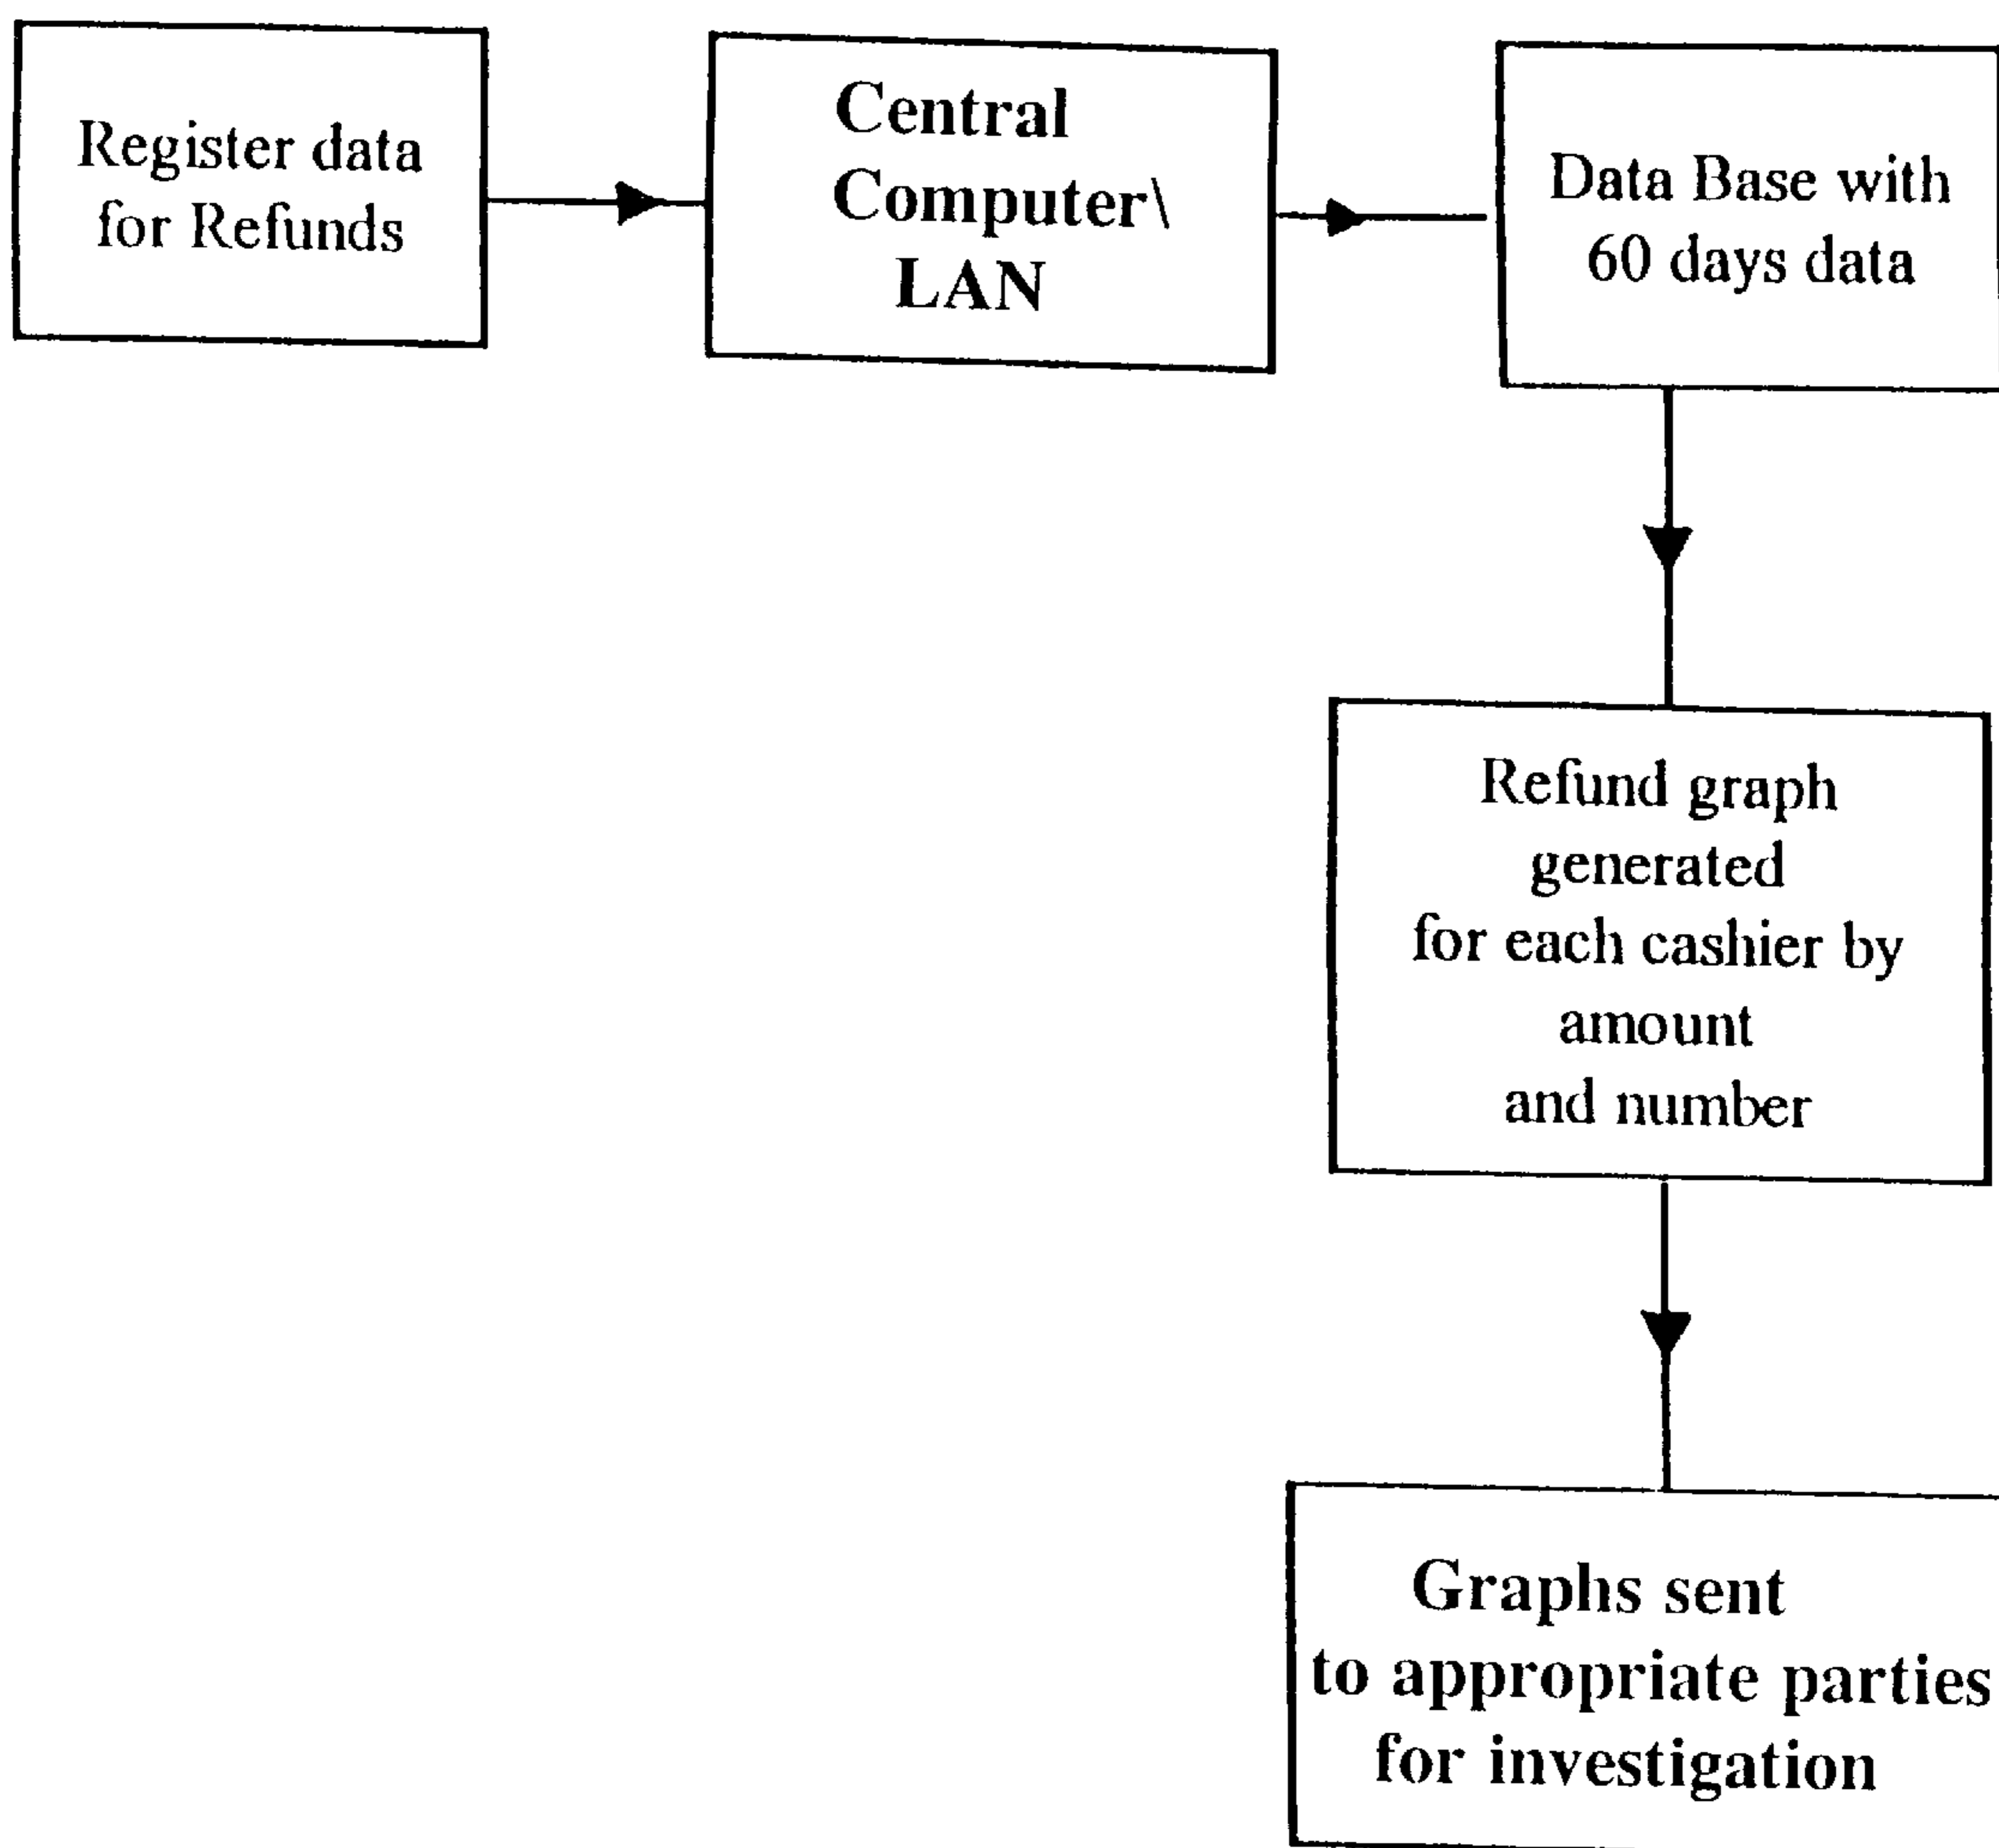 Register data
for Refunds
Central
Computer\
LAN
Data Base with
60 days data
Refund graph
generated
for each cashier by
amount
and number
Graphs sent
to appropriate parties
for investigation